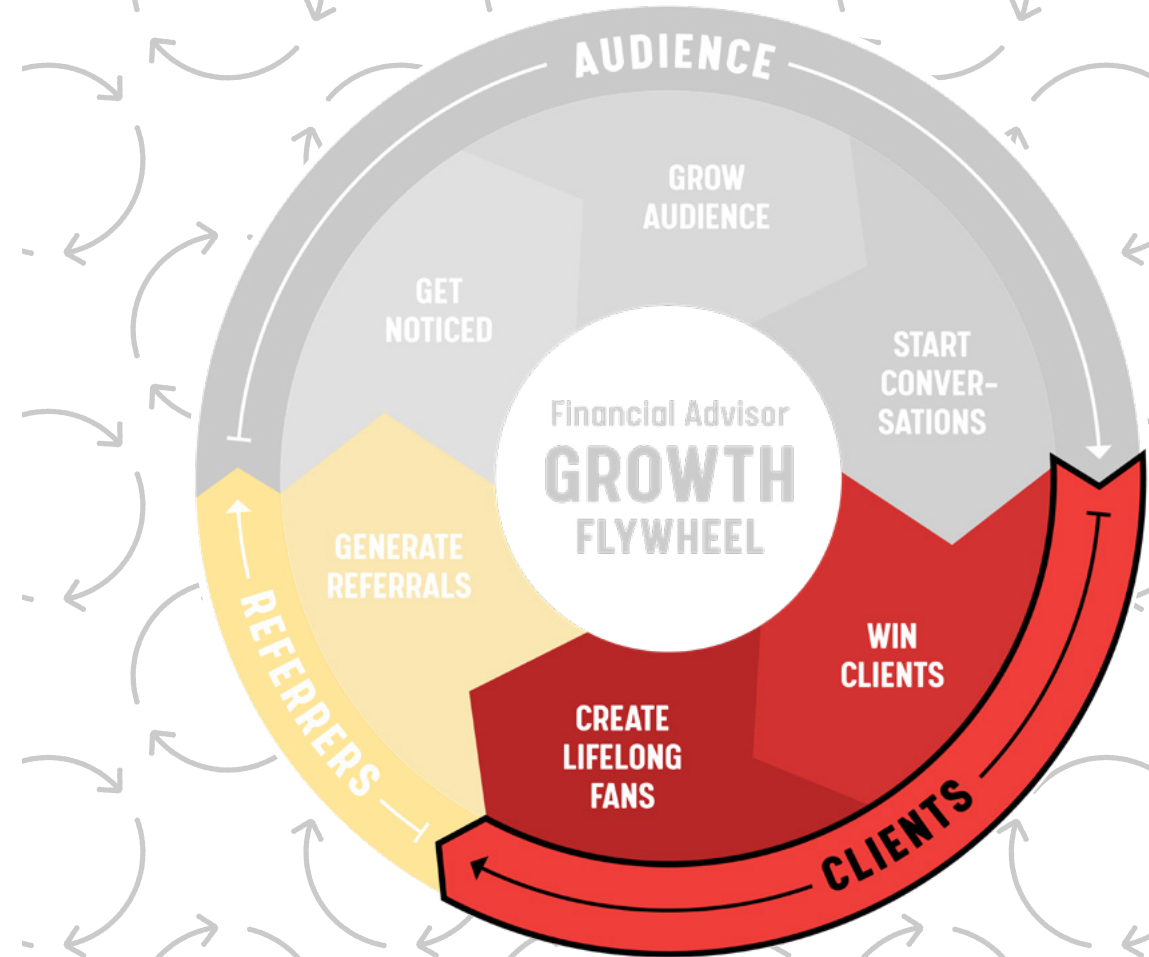 AUDIENCE
GROW
AUDIENCE
GET
NOTICED
START
CONVER-
SATIONS
Financial Advisor
GROWTH
FLYWHEEL
GENERATE
REFERRALS
WIN
CLIENTS
CREATE
LIFELONG
FANS
REFERRERS
CLIENTS